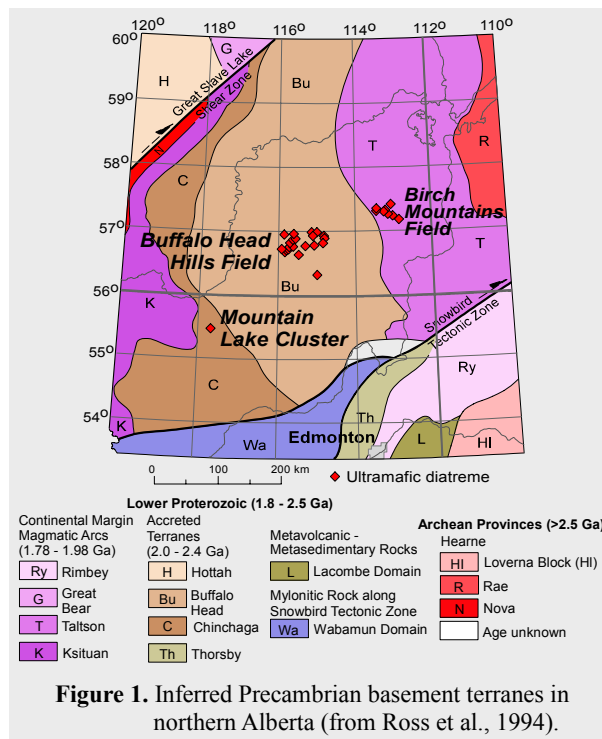 120° 118° 116° 114° 112° 110°
60°
G
Bu
H
Great Slave Lake
Shear Zone
59°
T
R
N
58°
C
Birch
Mountains
Field
57°
Buffalo Head
Hills Field
T
Bu
56°
K
Snowbird
Tectonic Zone
Mountain
Lake Cluster
55°
Ry
C
54°
Th
K
Wa
Edmonton
L
HI
0 100 200 km
Ultramafic diatreme
Lower Proterozoic (1.8 - 2.5 Ga)
Continental Margin
Magmatic Arcs
(1.78 - 1.98 Ga)
Ry Rimbey
G Great
Bear
T Taltson
K Ksituan
Accreted
Terranes
(2.0 - 2.4 Ga)
H Hottah
Bu Buffalo
Head
C Chinchaga
Th Thorsby
Metavolcanic -
Metasedimentary Rocks
L Lacombe Domain
Mylonitic Rock along
Snowbird Tectonic Zone
Wa Wabamun Domain
Archean Provinces (>2.5 Ga)
Hearne
HI Loverna Block (HI)
R Rae
N Nova
Age unknown
Figure 1. Inferred Precambrian basement terranes in
northern Alberta (from Ross et al., 1994).